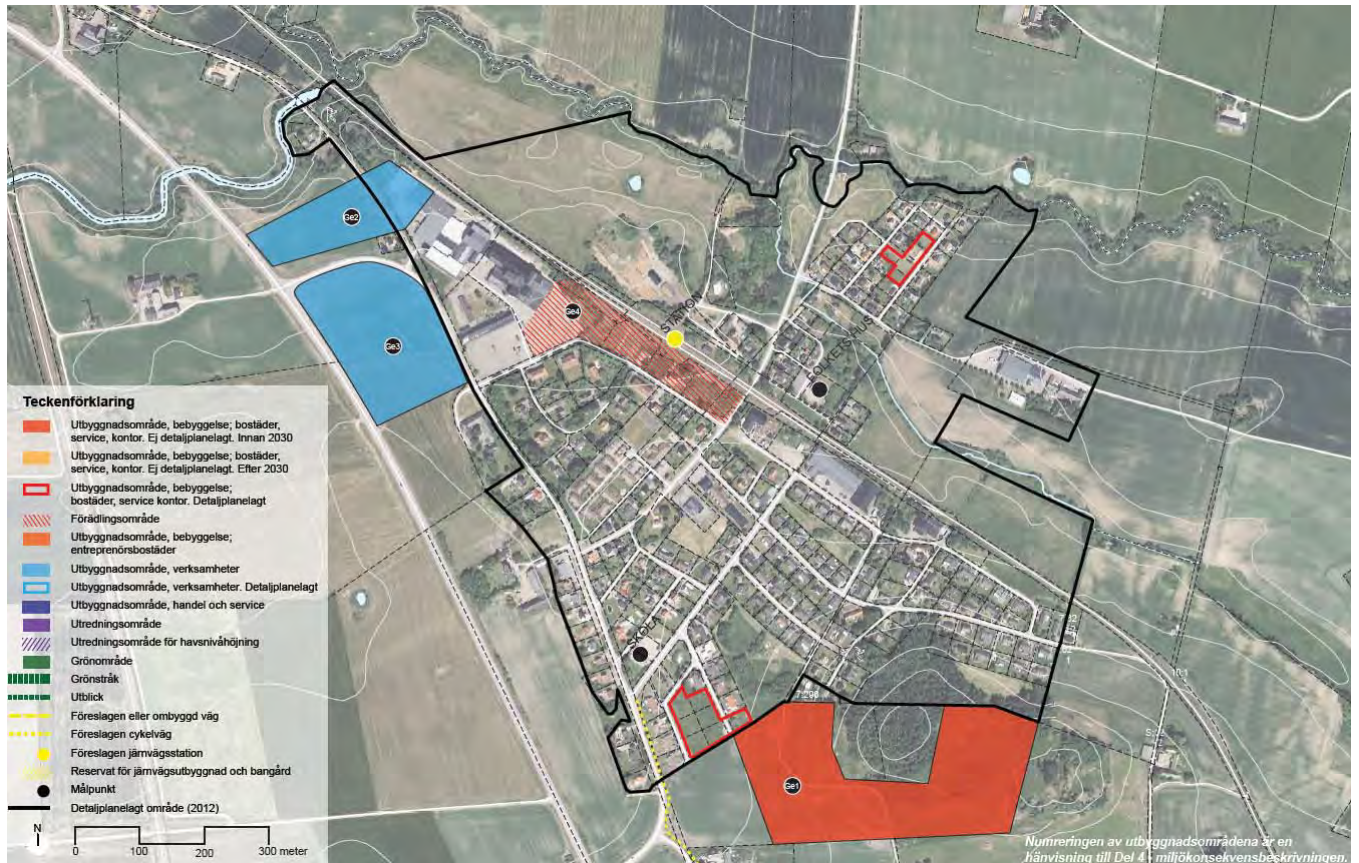 Ge2
Ge3
Ge4
STATION
SKOLA
7:290
Ge1
Teckenförklaring
Utbyggnadsområde, bebyggelse; bostäder,
service, kontor. Ej detaljplanelagt. Innan 2030
Utbyggnadsområde, bebyggelse; bostäder,
service, kontor. Ej detaljplanelagt. Efter 2030
Utbyggnadsområde, bebyggelse;
bostäder, service kontor. Detaljplanelagt
Förädlingsområde
Utbyggnadsområde, bebyggelse;
entreprenörsbostäder
Utbyggnadsområde, verksamheter
Utbyggnadsområde, verksamheter. Detaljplanelagt
Utbyggnadsområde, handel och service
Utredningsområde
Utredningsområde för havsnivåhöjning
Grönområde
Grönstråk
Utblick
Föreslagen eller ombyggd väg
Föreslagen cykelväg
Föreslagen järnvägsstation
Reservat för järnvägsutbyggnad och bangård
Målpunkt
Detaljplanelagt område (2012)
N
0 100 200 300 meter
Numreringen av utbyggnadsområdena är en
hänvisning till Del 4 i miljökonsekvensbeskrivningen.